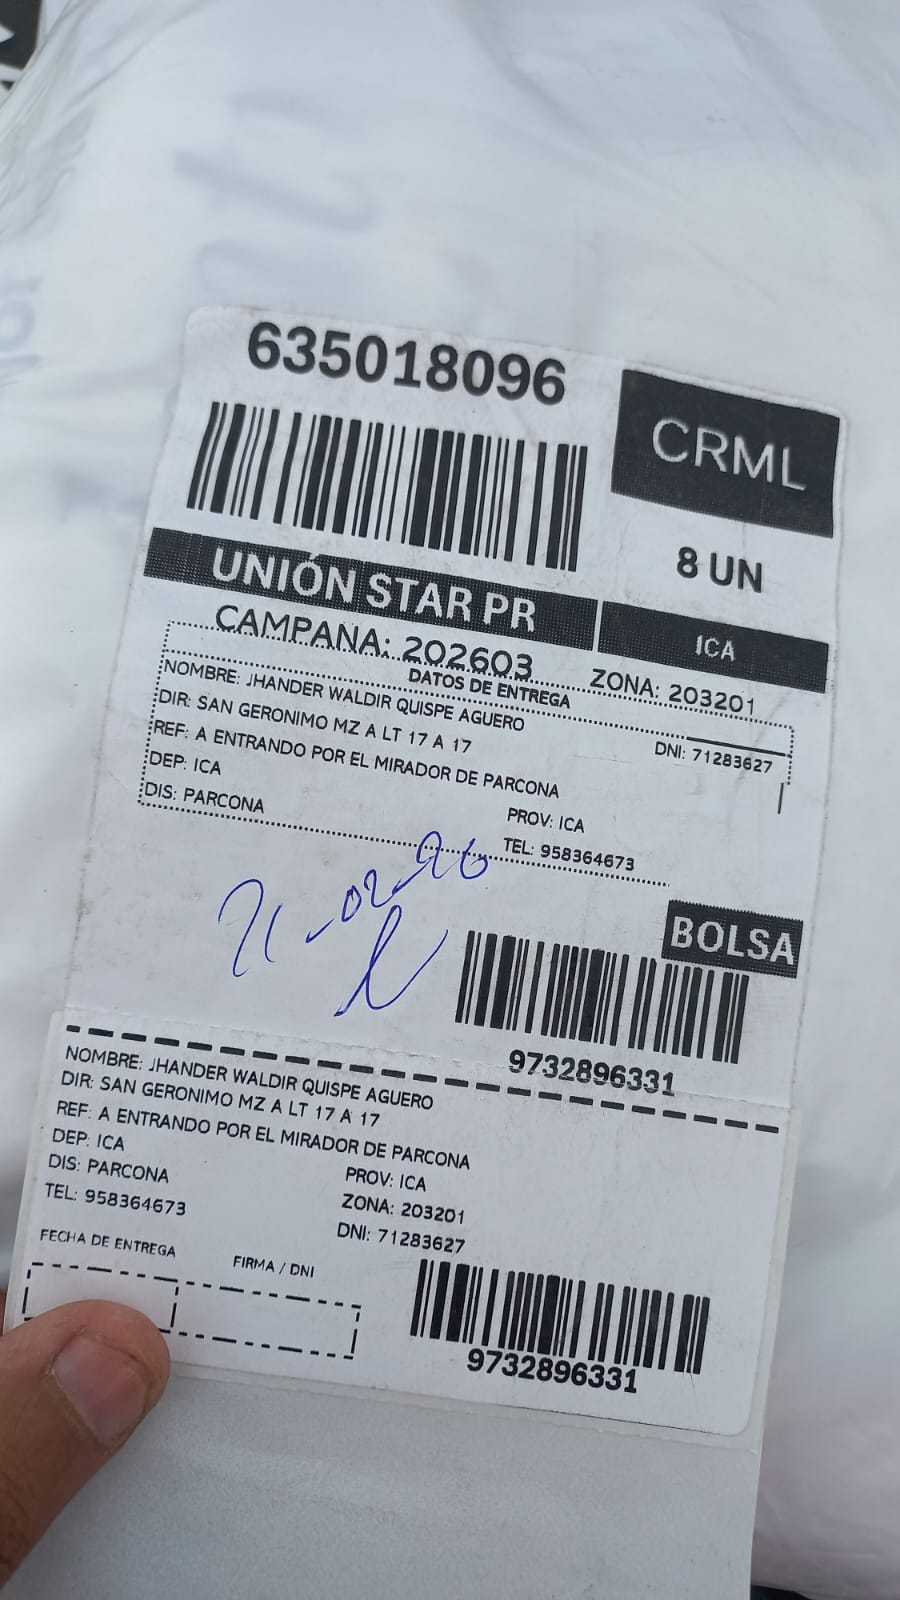 635018096
CRML
8 UN
UNIÓN STAR PR
ICA
CAMPANA: 202603
ZONA: 203201
DATOS DE ENTREGA
NOMBRE: JHANDER WALDIR QUISPE AGUERO
DNI: 71283627
DIR: SAN GERONIMO MZ A LT 17 A 17
REF: A ENTRANDO POR EL MIRADOR DE PARCONA
DEP: ICA
PROV: ICA
DIS: PARCONA
TEL: 958364673
21-02-26
BOLSA
9732896331
NOMBRE: JHANDER WALDIR QUISPE AGUERO
DIR: SAN GERONIMO MZ A LT 17 A 17
REF: A ENTRANDO POR EL MIRADOR DE PARCONA
DEP: ICA
PROV: ICA
DIS: PARCONA
ZONA: 203201
TEL: 958364673
DNI: 71283627
FECHA DE ENTREGA
FIRMA / DNI
9732896331